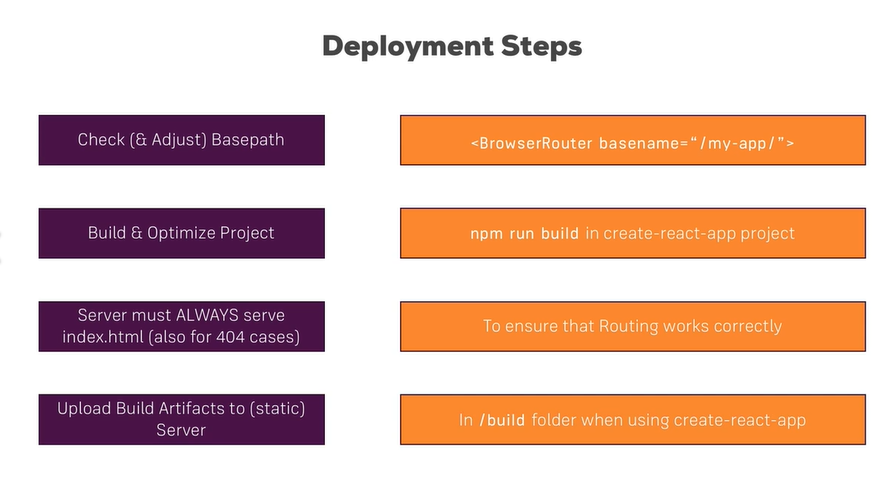 Deployment Steps
Check (& Adjust) Basepath
<BrowserRouter basename=“/my-app/”>
Build & Optimize Project
npm run build in create-react-app project
Server must ALWAYS serve
index.html (also for 404 cases)
To ensure that Routing works correctly
Upload Build Artifacts to (static)
Server
In /build folder when using create-react-app